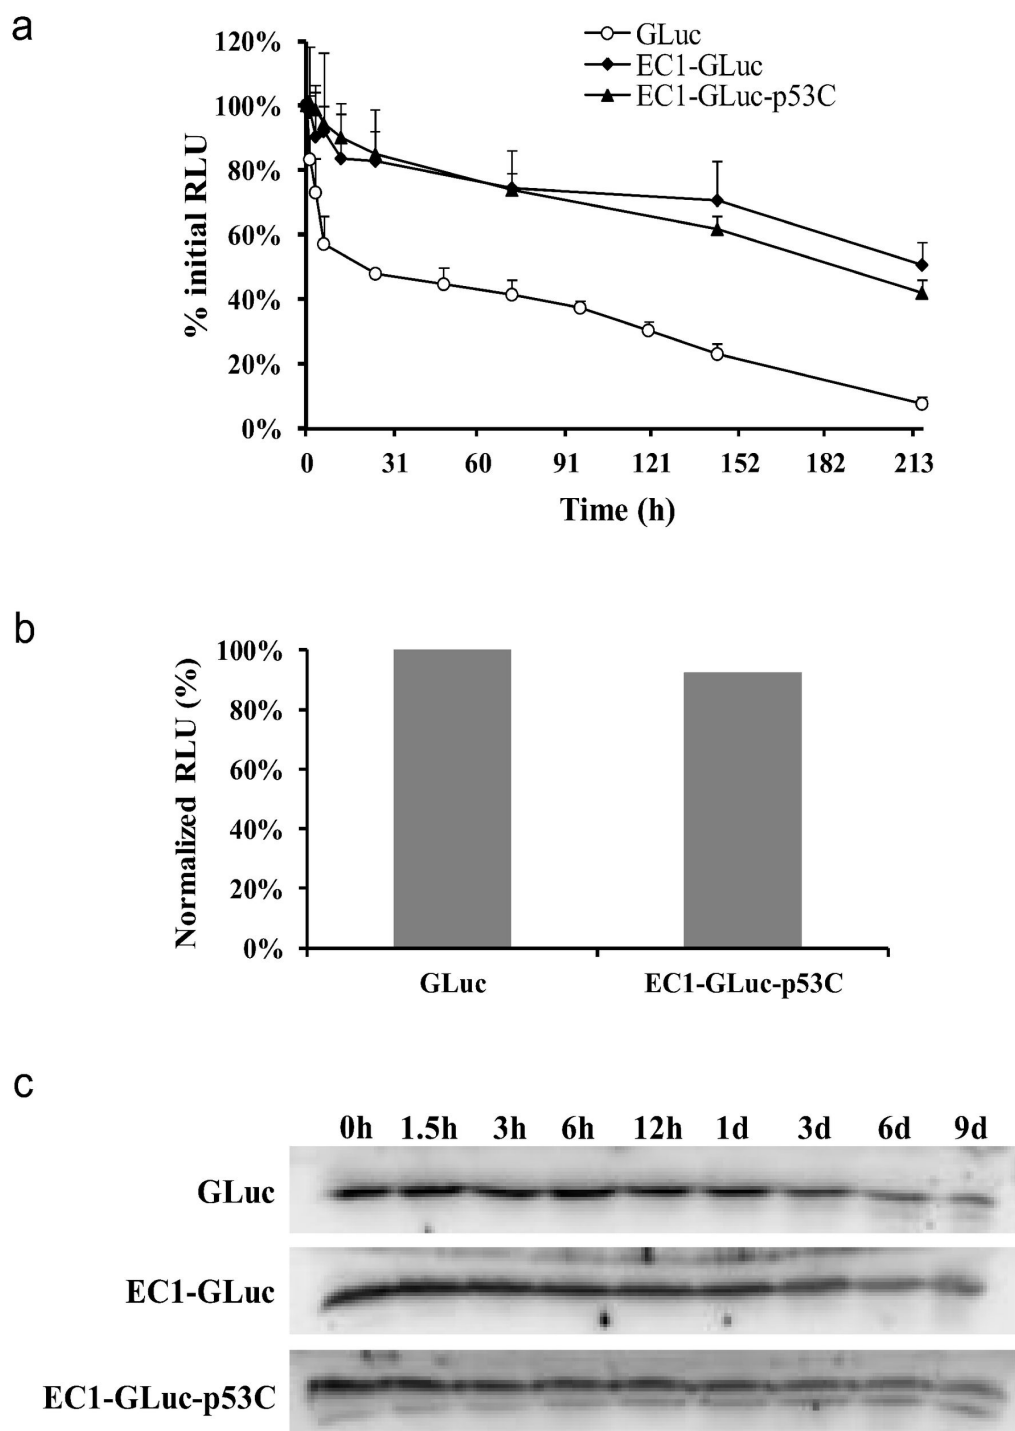 a
GLuc
EC1-GLuc
EC1-GLuc-p53C
120%
100%
80%
60%
40%
20%
0%
% initial RLU
0 31 60 91 121 152 182 213
Time (h)
b
100%
80%
60%
40%
20%
0%
Normalized RLU (%)
GLuc EC1-GLuc-p53C
c
0h 1.5h 3h 6h 12h 1d 3d 6d 9d
GLuc
EC1-GLuc
EC1-GLuc-p53C